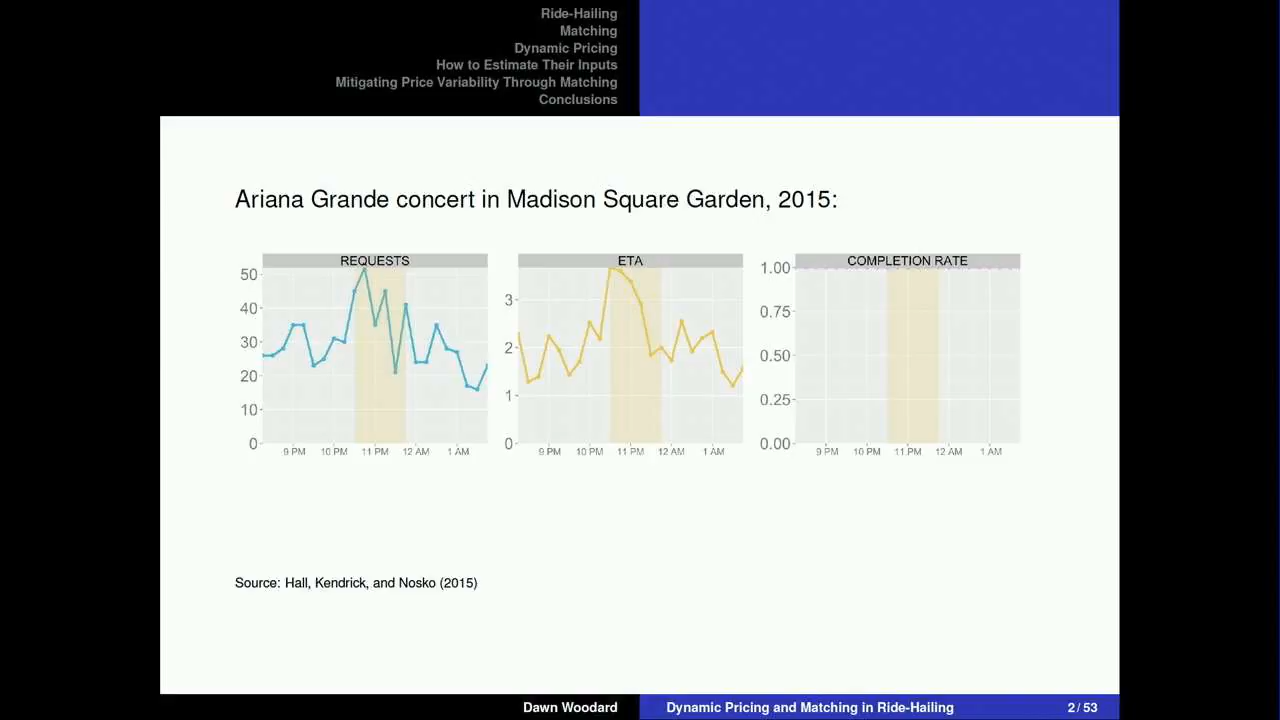 Ride-Hailing
Matching
Dynamic Pricing
How to Estimate Their Inputs
Mitigating Price Variability Through Matching
Conclusions
Ariana Grande concert in Madison Square Garden, 2015:
REQUESTS
50
40
30
20
10
0
9 PM 10 PM 11 PM 12 AM 1 AM
ETA
3
2
1
0
9 PM 10 PM 11 PM 12 AM 1 AM
COMPLETION RATE
1.00
0.75
0.50
0.25
0.00
9 PM 10 PM 11 PM 12 AM 1 AM
Source: Hall, Kendrick, and Nosko (2015)
Dawn Woodard
Dynamic Pricing and Matching in Ride-Hailing
2 / 53